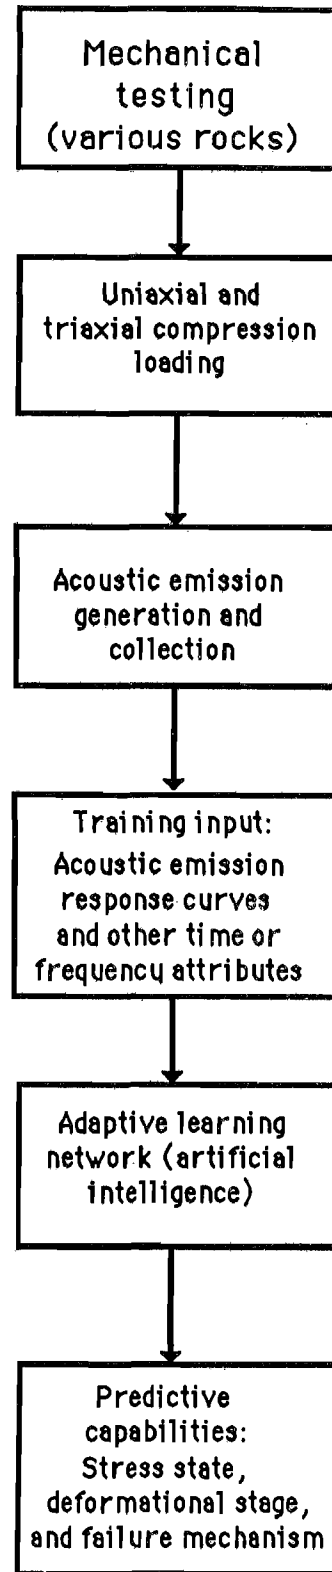 Mechanical
testing
(various rocks)
Uniaxial and
triaxial compression
loading
Acoustic emission
generation and
collection
Training input:
Acoustic emission
response curves
and other time or
frequency attributes
Adaptive learning
network (artificial
intelligence)
Predictive
capabilities:
Stress state,
deformational stage,
and failure mechanism